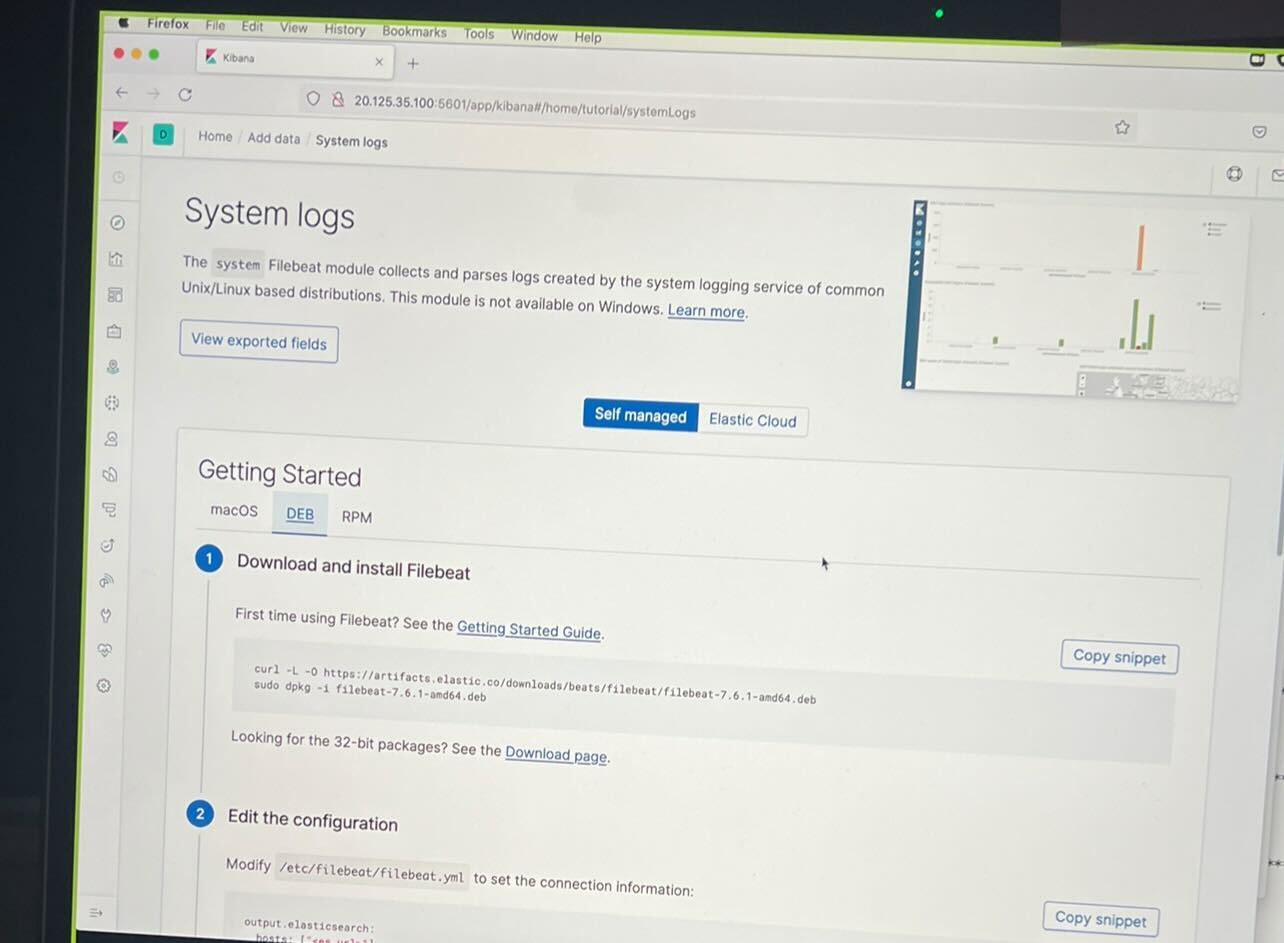 Firefox File Edit View History Bookmarks Tools Window Help
Kibana
20.125.35.100:5601/app/kibana#/home/tutorial/systemLogs
D Home / Add data / System logs
System logs
The system Filebeat module collects and parses logs created by the system logging service of common
Unix/Linux based distributions. This module is not available on Windows. Learn more.
View exported fields
Self managed Elastic Cloud
Getting Started
macOS DEB RPM
1 Download and install Filebeat
First time using Filebeat? See the Getting Started Guide.
Copy snippet
curl -L -O https://artifacts.elastic.co/downloads/beats/filebeat/filebeat-7.6.1-amd64.deb
sudo dpkg -i filebeat-7.6.1-amd64.deb
Looking for the 32-bit packages? See the Download page.
2 Edit the configuration
Modify /etc/filebeat/filebeat.yml to set the connection information:
Copy snippet
output.elasticsearch:
hosts: ["<es_url>"]